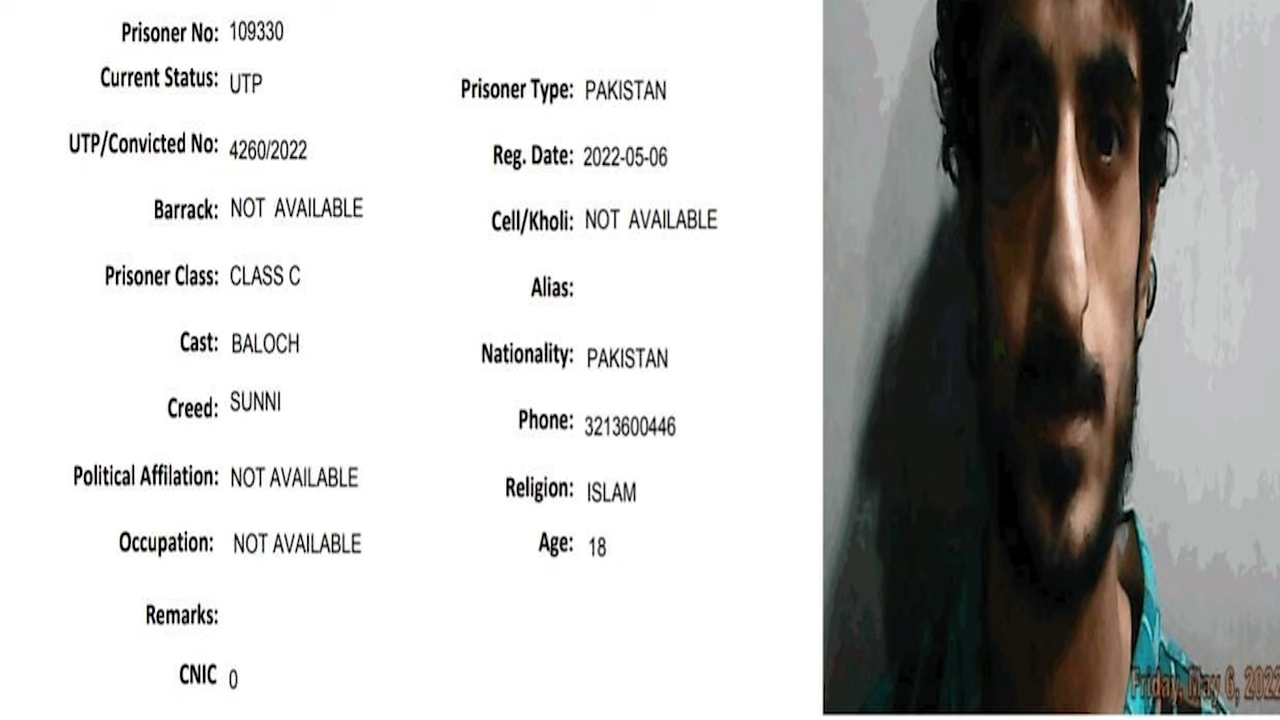 Prisoner No: 109330
Current Status: UTP
Prisoner Type: PAKISTAN
UTP/Convicted No: 4260/2022
Reg. Date: 2022-05-06
Barrack: NOT AVAILABLE
Cell/Kholi: NOT AVAILABLE
Prisoner Class: CLASS C
Alias:
Cast: BALOCH
Nationality: PAKISTAN
Creed: SUNNI
Phone: 3213600446
Political Affilation: NOT AVAILABLE
Religion: ISLAM
Occupation: NOT AVAILABLE
Age: 18
Remarks:
CNIC 0
Friday, May 6, 2022